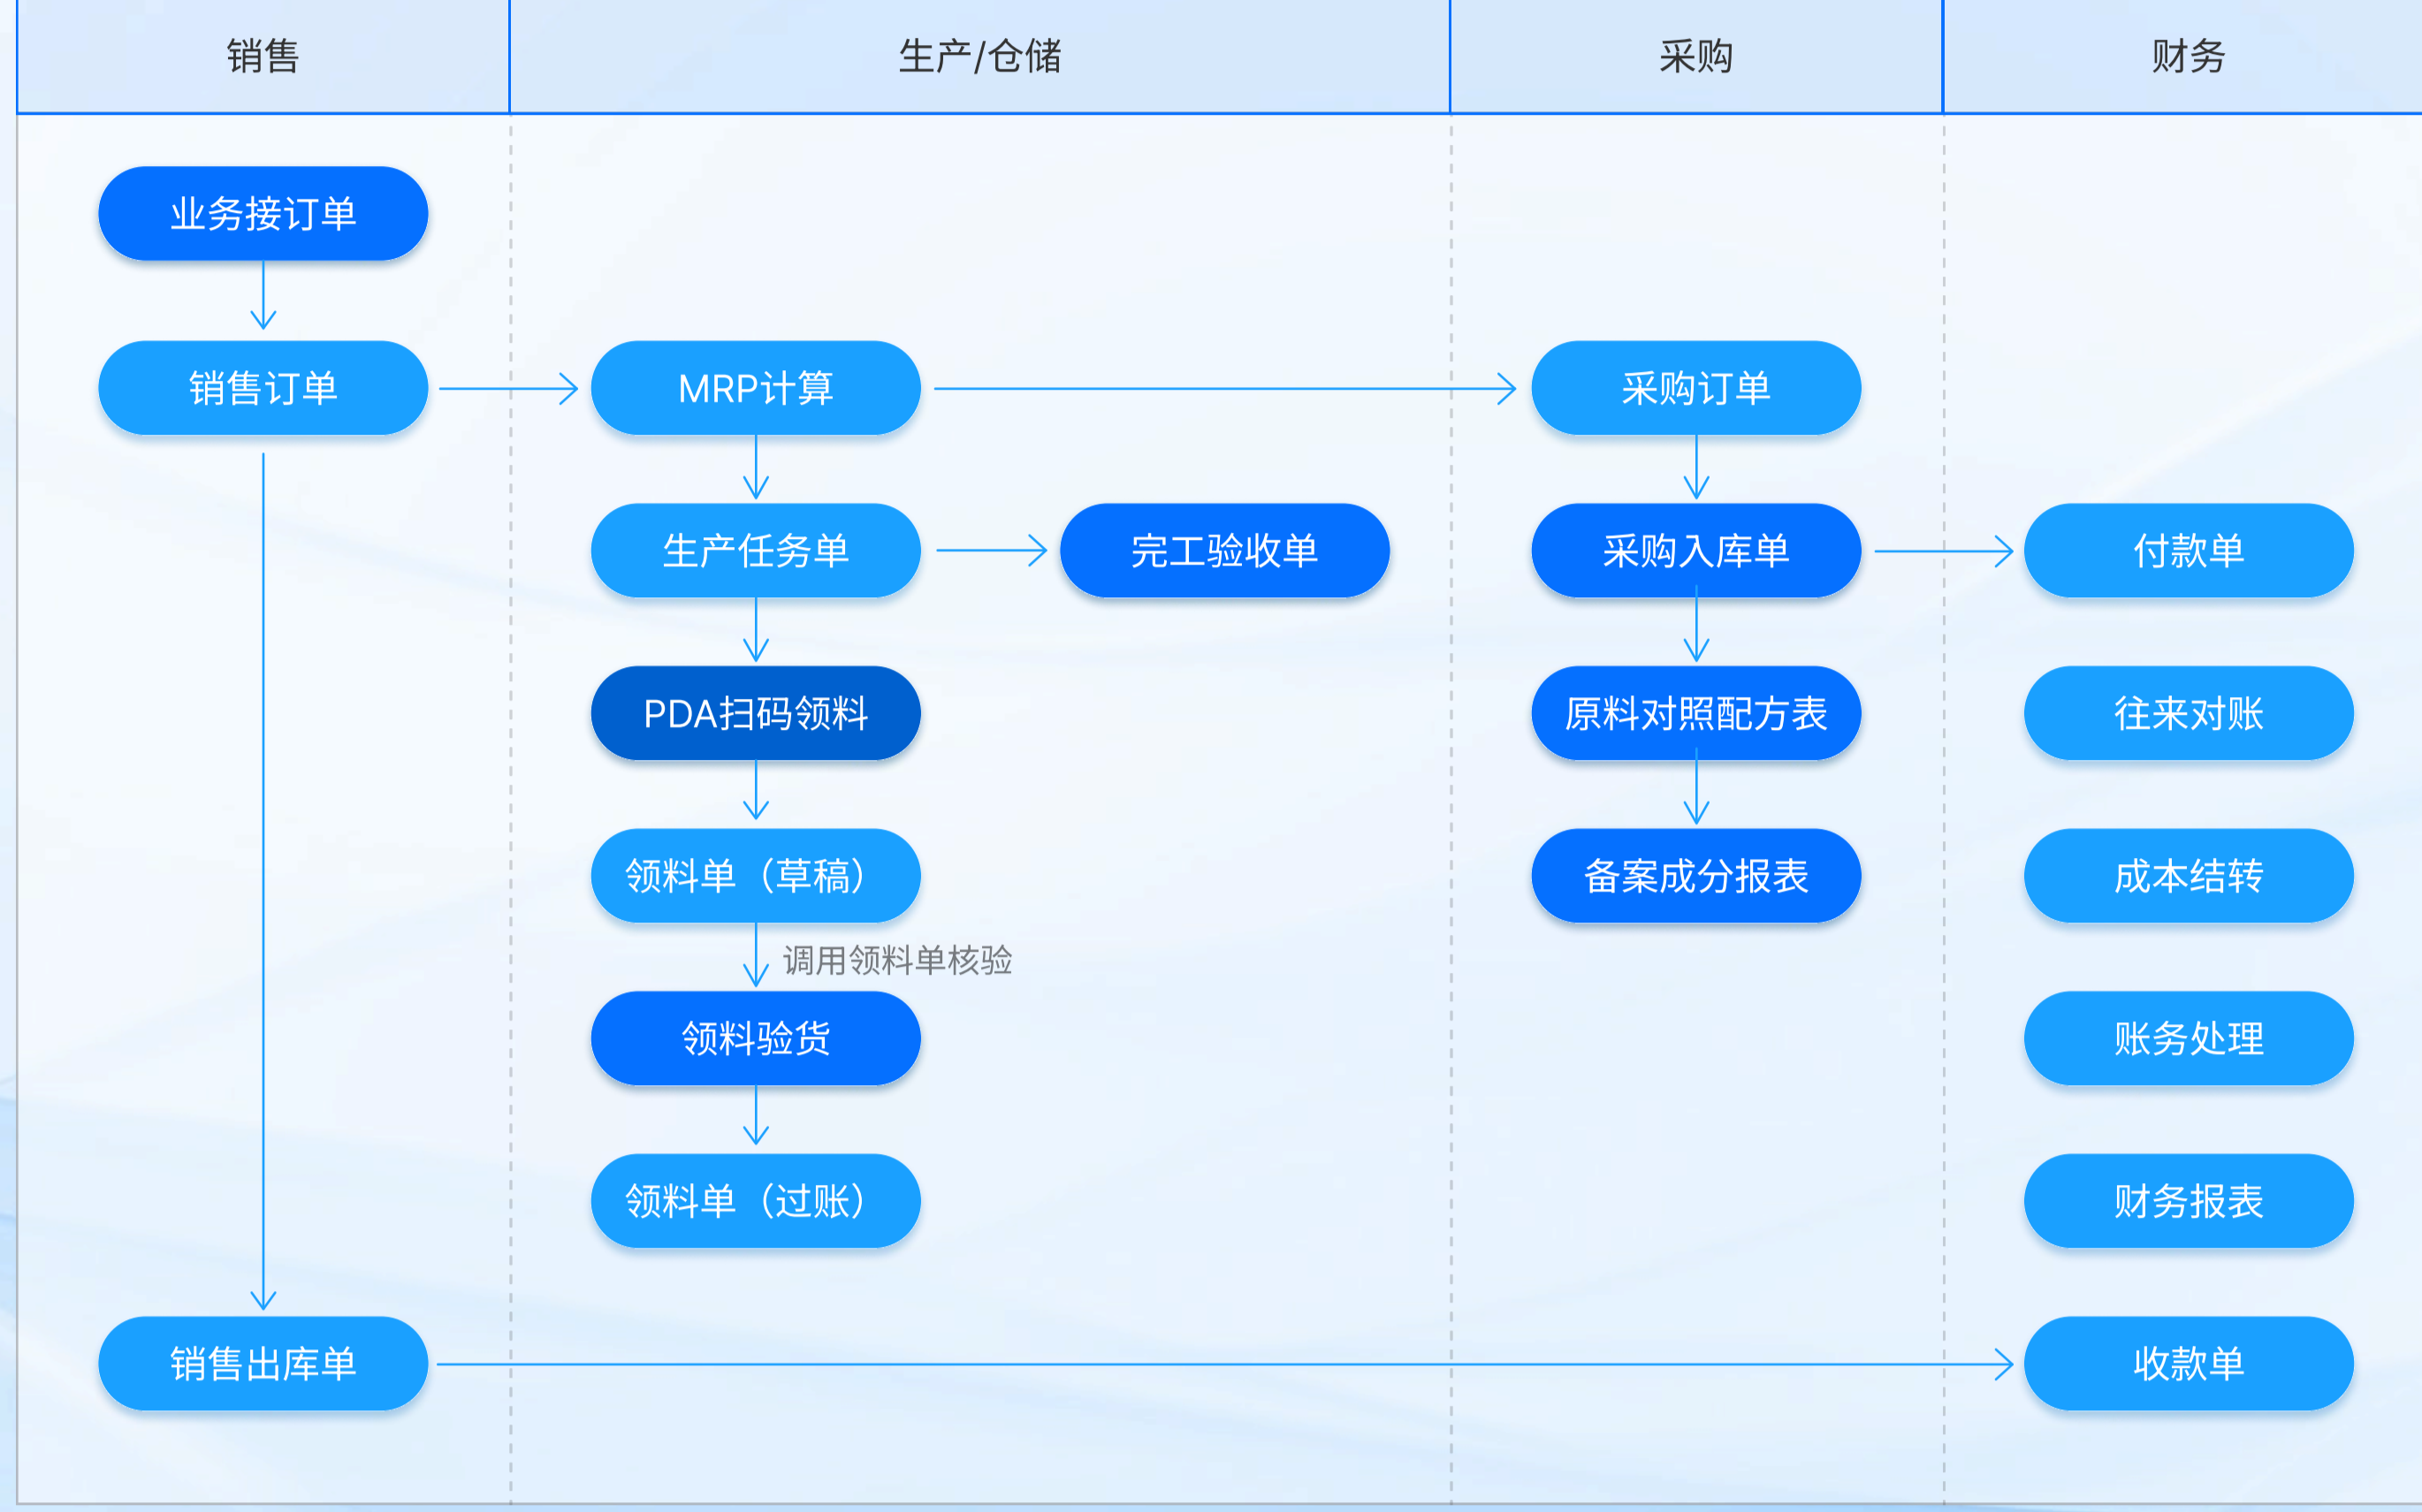 销售
生产/仓储
采购
财务
业务接订单
销售订单
MRP计算
采购订单
生产任务单
完工验收单
采购入库单
付款单
PDA扫码领料
原料对照配方表
往来对账
领料单（草稿）
备案成分报表
成本结转
调用领料单核验
领料验货
账务处理
领料单（过账）
财务报表
销售出库单
收款单